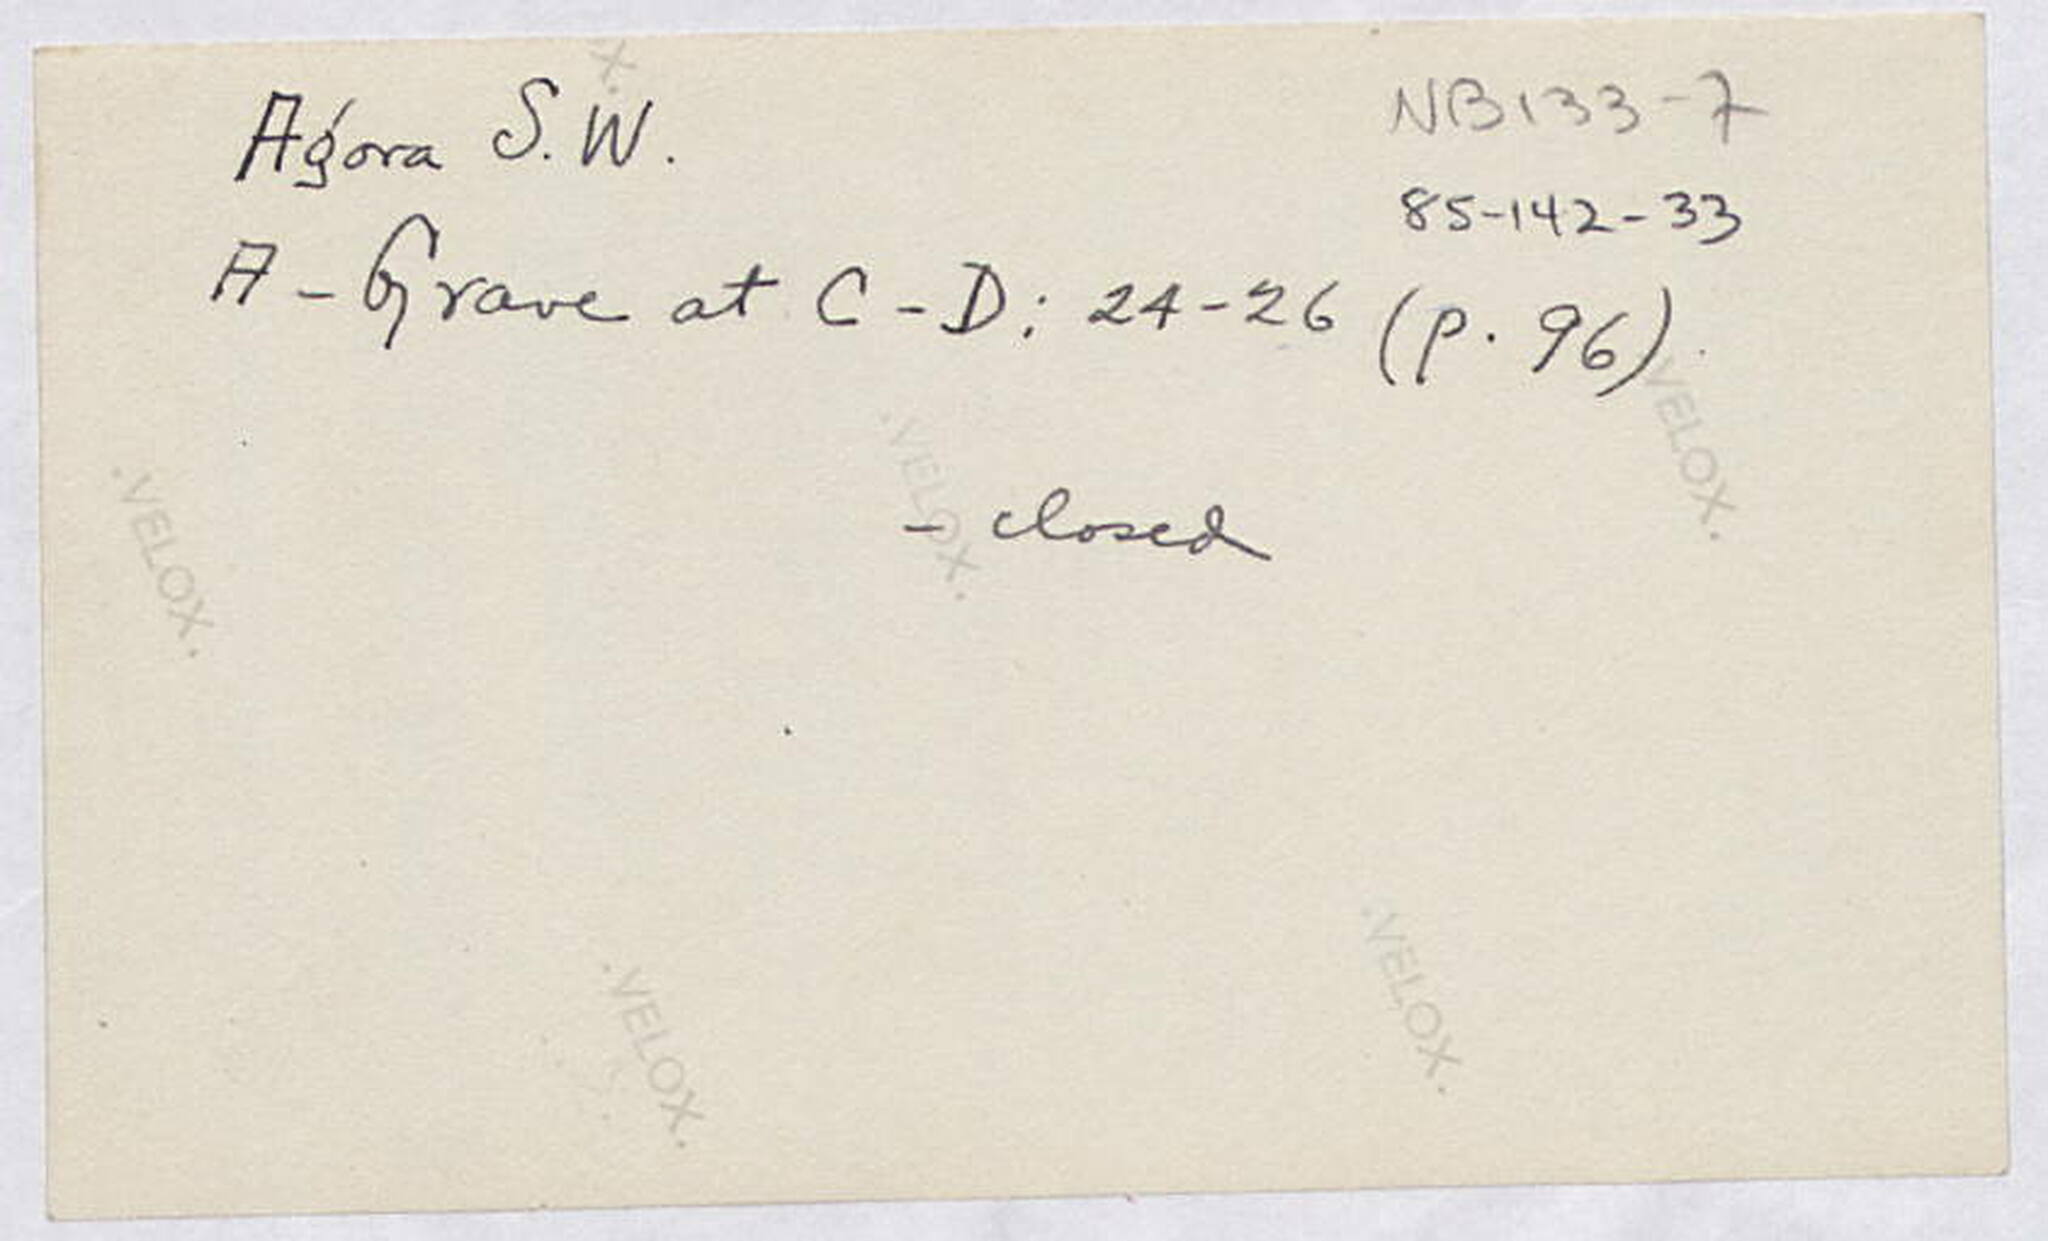 Agora S.W.
NB133-7
85-142-33
A - Grave at C-D: 24-26 (p. 96).
- closed
X.
.VELOX.
.VELOX.
.VELOX.
.VELOX.
.VELOX.